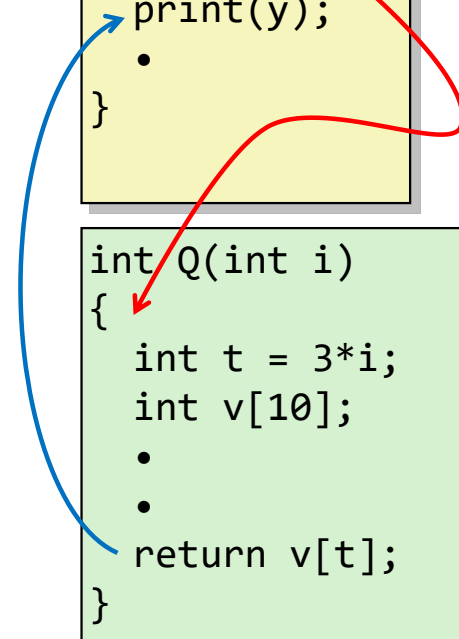 print(y);
•
}
int Q(int i)
{
int t = 3*i;
int v[10];
•
•
return v[t];
}